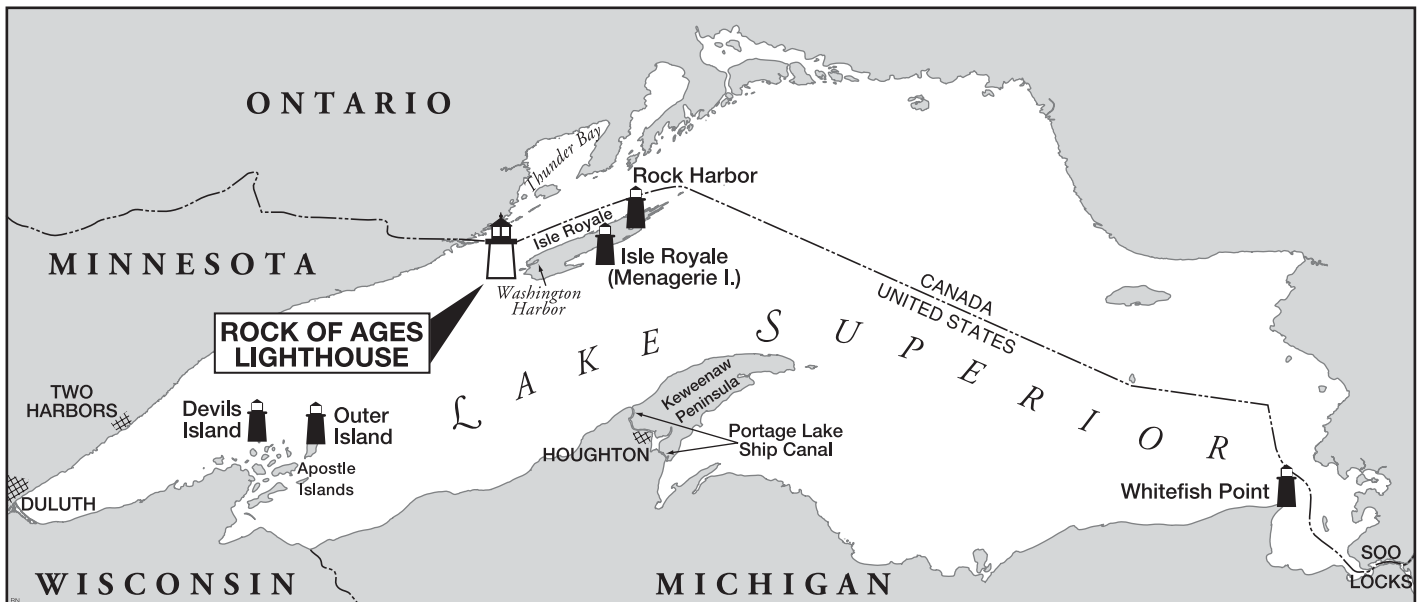 ONTARIO
Thunder Bay
Rock Harbor
Isle Royale
MINNESOTA
Isle Royale
(Menagerie I.)
Washington
Harbor
CANADA
UNITED STATES
ROCK OF AGES
LIGHTHOUSE
LAKE SUPERIOR
Keweenaw
Peninsula
TWO
HARBORS
Devils
Island
Outer
Island
Portage Lake
Ship Canal
HOUGHTON
Apostle
Islands
Whitefish Point
DULUTH
SOO
LOCKS
WISCONSIN
MICHIGAN